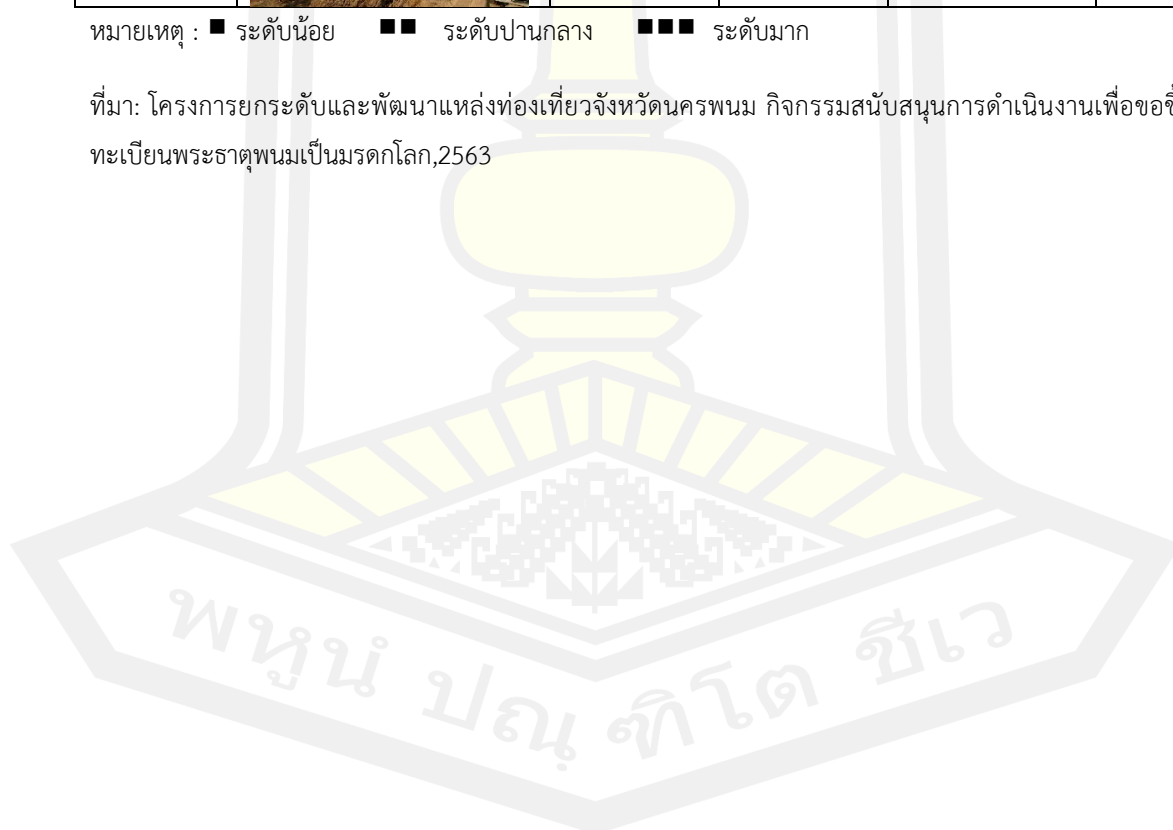 หมายเหตุ : ■ ระดับน้อย ■■ ระดับปานกลาง ■■■ ระดับมาก
ที่มา: โครงการยกระดับและพัฒนาแหล่งท่องเที่ยวจังหวัดนครพนม กิจกรรมสนับสนุนการดำเนินงานเพื่อขอ
ทะเบียนพระธาตุพนมเป็นมรดกโลก,2563
พหูนํ ปณฺฑิโต ชีเว